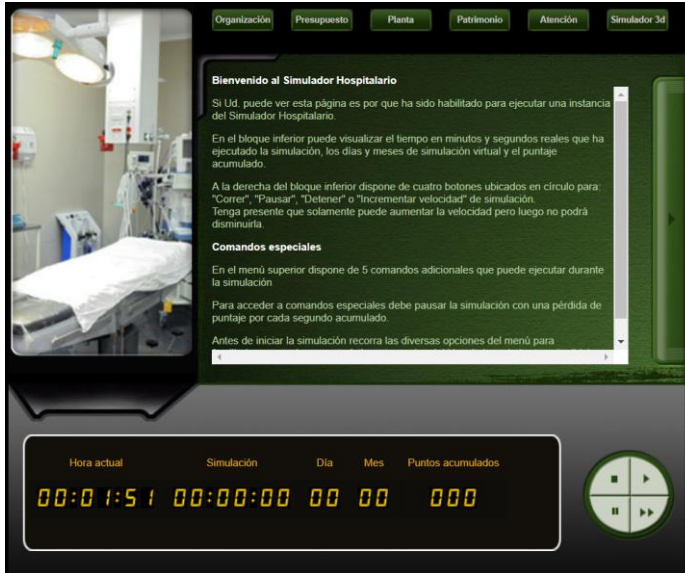 Organización
Presupuesto
Planta
Patrimonio
Atención
Simulador 3d
Bienvenido al Simulador Hospitalario
Si Ud. puede ver esta página es por que ha sido habilitado para ejecutar una instancia
del Simulador Hospitalario.
En el bloque inferior puede visualizar el tiempo en minutos y segundos reales que ha
ejecutado la simulación, los días y meses de simulación virtual y el puntaje
acumulado.
A la derecha del bloque inferior dispone de cuatro botones ubicados en círculo para:
"Correr", "Pausar", "Detener" o "Incrementar velocidad" de simulación.
Tenga presente que solamente puede aumentar la velocidad pero luego no podrá
disminuirla.
Comandos especiales
En el menú superior dispone de 5 comandos adicionales que puede ejecutar durante
la simulación
Para acceder a comandos especiales debe pausar la simulación con una pérdida de
puntaje por cada segundo acumulado.
Antes de iniciar la simulación recorra las diversas opciones del menú para
Hora actual
Simulación
Día
Mes
Puntos acumulados
00:01:51
00:00:00
00
00
000